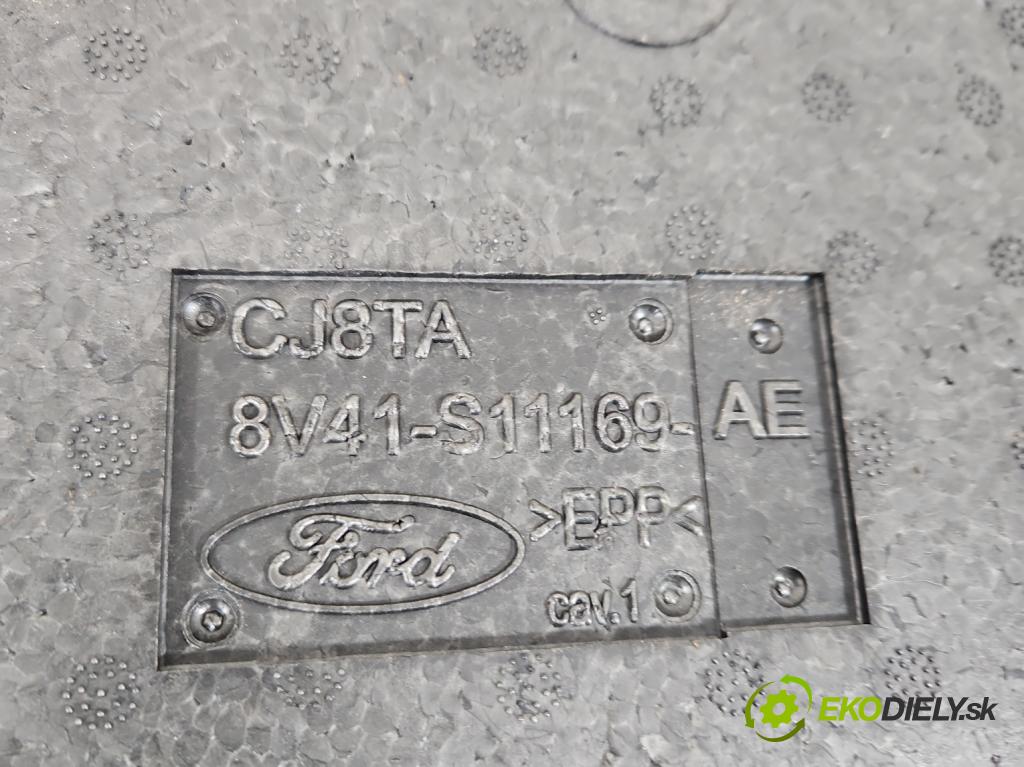 CJ8TA
8V41-S11169-AE
Ford
>EPP<
cav.1
EKODIELY.sk